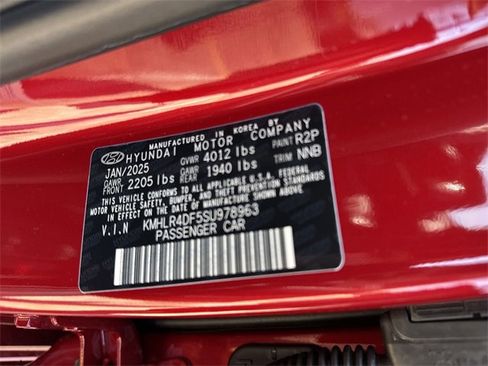 MANUFACTURED IN KOREA BY
HYUNDAI MOTOR COMPANY
JAN/2025 GVWR 4012 lbs PAINT R2P
GAWR FRONT 2205 lbs GAWR REAR 1940 lbs TRIM NNB
THIS VEHICLE CONFORMS TO ALL APPLICABLE U.S. FEDERAL
MOTOR VEHICLE SAFETY, BUMPER, AND THEFT PREVENTION STANDARDS
IN EFFECT ON THE DATE OF MANUFACTURE SHOWN ABOVE.
V.I.N KMHLR4DF5SU978963
PASSENGER CAR